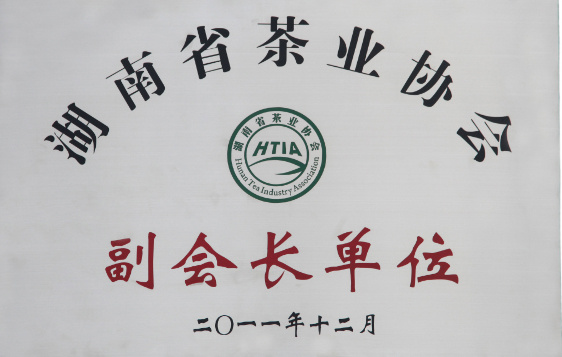 湖南省茶业协会
湖南省茶业协会
HTIA
Hunan Tea Industry Association
副会长单位
二〇一一年十二月